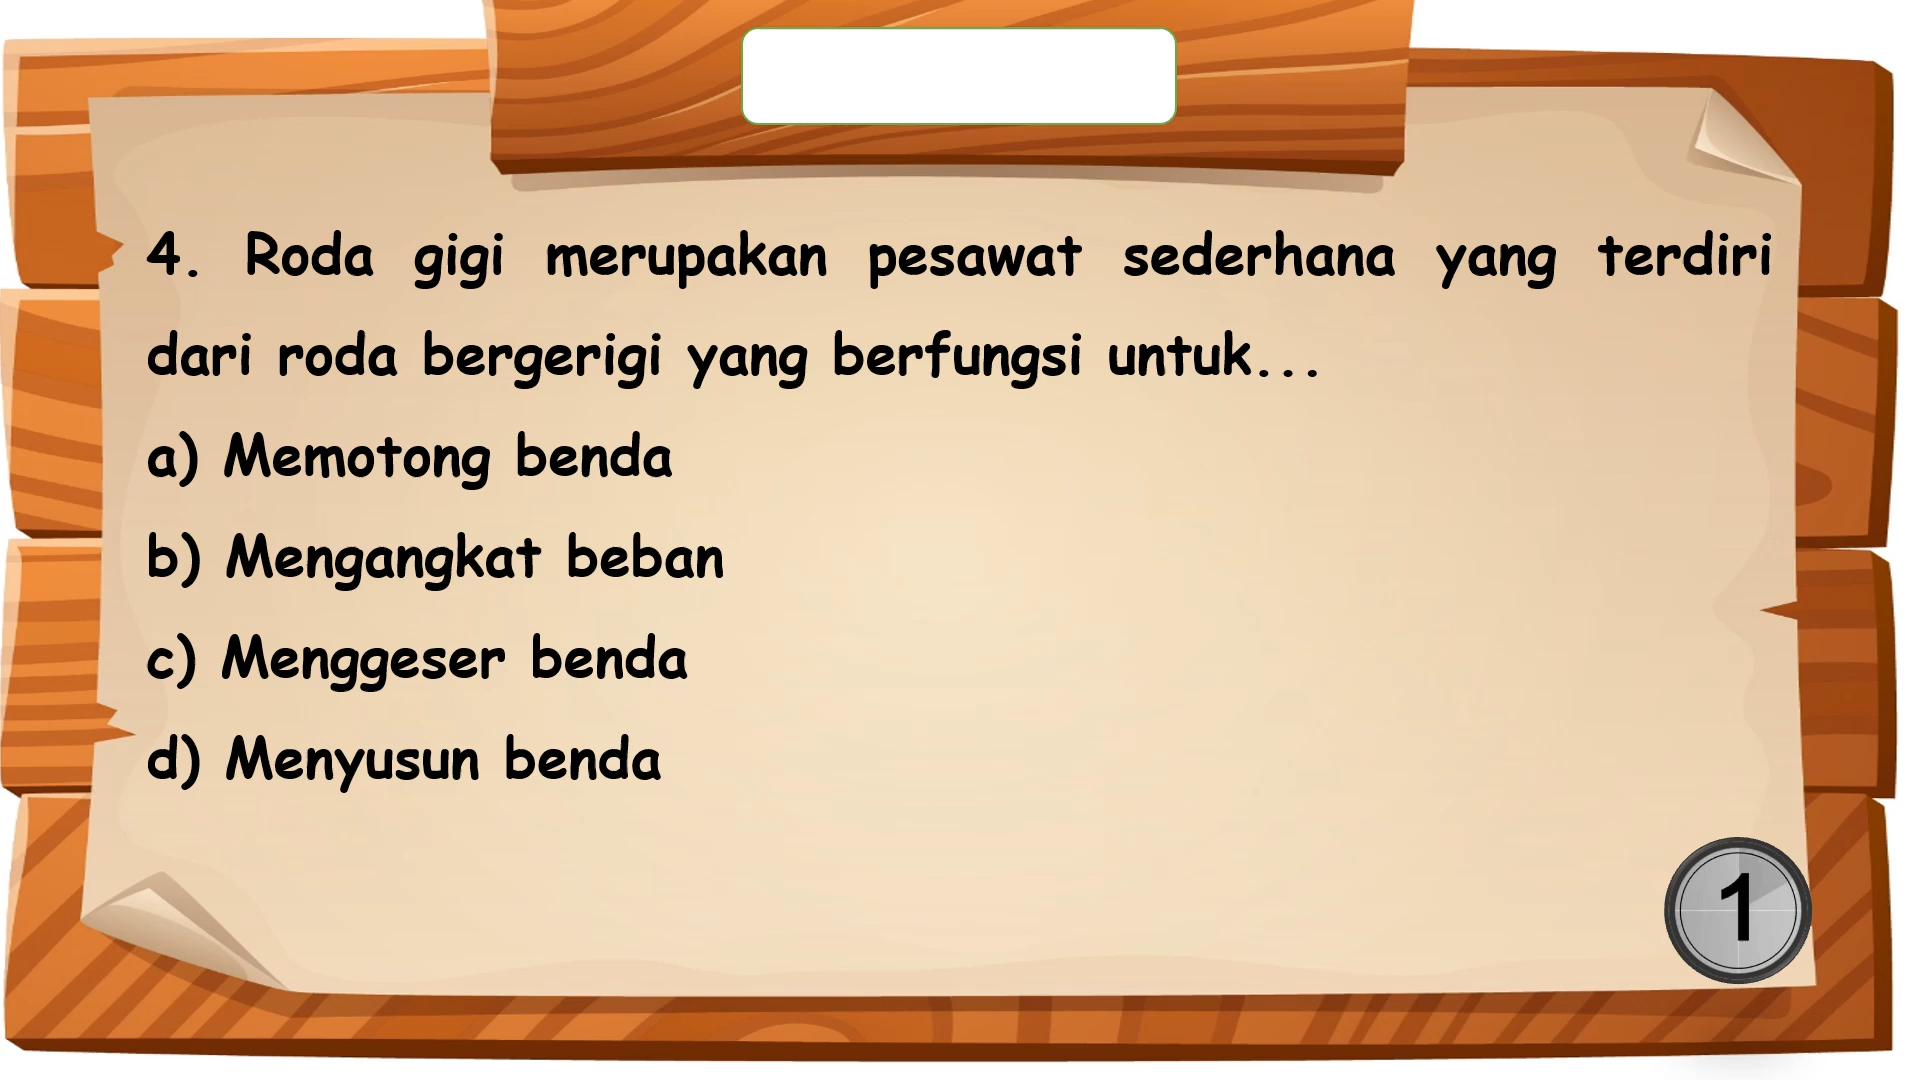 4. Roda gigi merupakan pesawat sederhana yang terdiri
dari roda bergerigi yang berfungsi untuk...
a) Memotong benda
b) Mengangkat beban
c) Menggeser benda
d) Menyusun benda
1